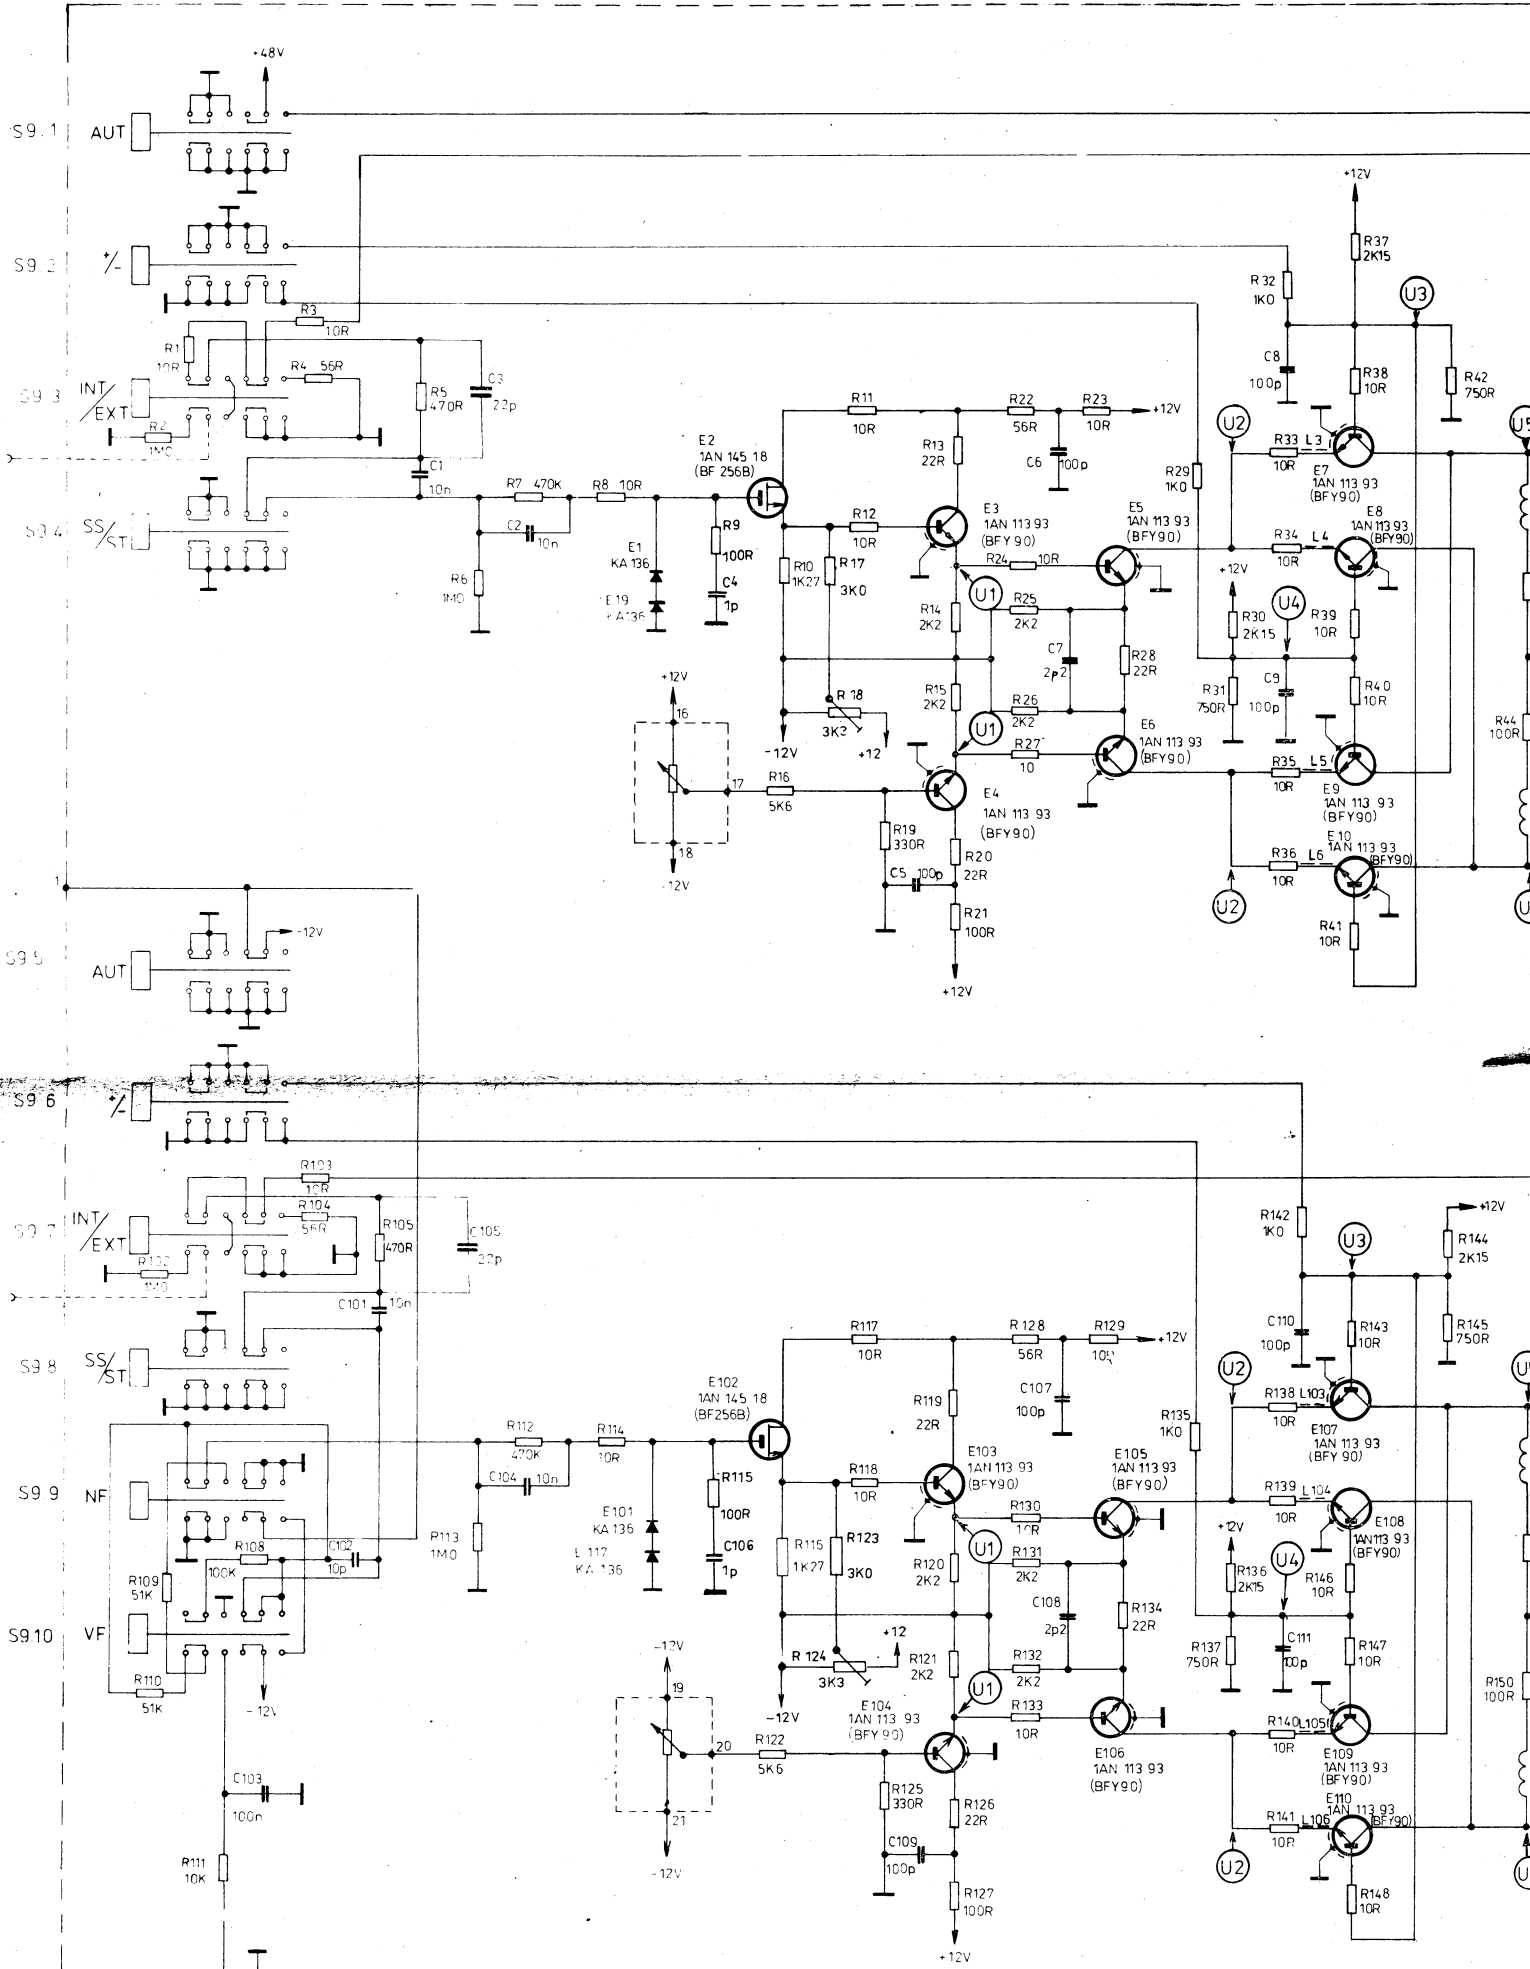 +48V
S9.1 AUT
+12V
S9.2 +/-
R37
2K15
R32
1K0
U3
R3
10R
R1
10R
R4 56R
C8
100p
R38
10R
R42
750R
S9 3 INT/EXT
R5
470R
C3
22p
R2
R11
10R
R22
56R
R23
10R
+12V
U2
R33
10R
L3
E2
1AN 145 18
(BF 256B)
R13
22R
C6
100p
R29
1K0
E7
1AN 113 93
(BFY90)
C1
10n
S9 4 SS/ST
R7 470K
R8 10R
C2
10n
R9
100R
R12
10R
E3
1AN 113 93
(BFY90)
E5
1AN 113 93
(BFY90)
E8
1AN 113 93
(BFY90)
R34
10R
L4
E1
KA 136
R10
1K27
R17
3K0
R24
10R
+12V
R6
1M0
C4
1p
E19
KA136
U1
R25
2K2
R14
2K2
R30
2K15
U4
R39
10R
C7
2p2
R28
22R
+12V
16
R15
2K2
R26
2K2
R31
750R
C9
100p
R40
10R
R18
3K3
+12
-12V
U1
R27
10
E6
1AN 113 93
(BFY90)
R44
100R
17
R16
5K6
E4
1AN 113 93
(BFY90)
R35
10R
L5
E9
1AN 113 93
(BFY90)
18
-12V
R19
330R
R20
22R
E10
1AN 113 93
(BFY90)
R36
10R
L6
1
C5 100p
U2
R21
100R
R41
10R
+12V
-12V
S9 5 AUT
S9 6 +/-
R103
10R
R104
56R
S9 7 INT/EXT
R105
470R
C105
22p
R142
1K0
U3
+12V
R144
2K15
1M0
C101
10n
S9 8 SS/ST
R117
10R
R128
56R
R129
+12V
C110
100p
R143
10R
R145
750R
E102
1AN 145 18
(BF256B)
R119
22R
C107
100p
U2
R138
10R
L103
R135
1K0
E107
1AN 113 93
(BFY90)
S9 9 NF
R112
470K
R114
10R
C104
10n
R115
100R
R118
10R
E103
1AN 113 93
(BFY90)
E105
1AN 113 93
(BFY90)
R139
10R
L104
E108
1AN113 93
(BFY90)
R113
1M0
E101
KA 136
R130
10R
+12V
R108
100K
C102
10p
117
KA 136
C106
1p
R115
1K27
R123
3K0
U1
R131
2K2
R120
2K2
R136
2K15
U4
R146
10R
R109
51K
S9.10 VF
C108
2p2
R134
22R
R137
750R
C111
100p
R147
10R
-12V
19
R124
3K3
+12
R121
2K2
R132
2K2
R110
51K
-12V
-12V
U1
R133
10R
E104
1AN 113 93
(BFY90)
R150
100R
20
R122
5K6
E106
1AN 113 93
(BFY90)
R140
10R
L105
E109
1AN 113 93
(BFY90)
C103
100n
21
R125
330R
R126
22R
E110
1AN 113 93
(BFY90)
R141
10R
L106
R111
10K
-12V
C109
100p
U2
R127
100R
R148
10R
+12V